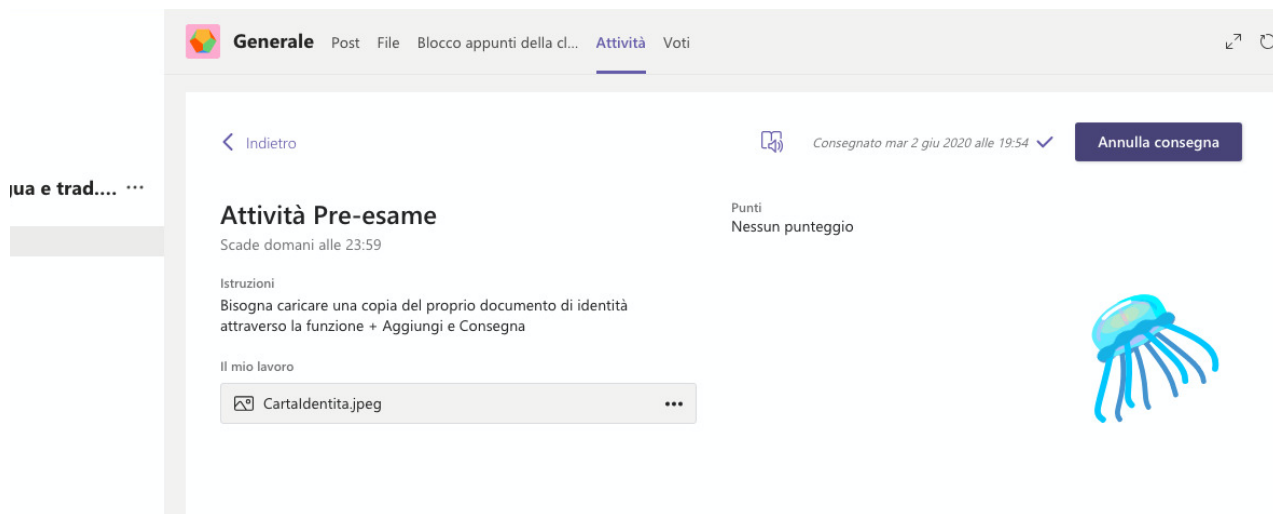 Generale Post File Blocco appunti della cl... Attività Voti
Indietro
Consegnato mar 2 giu 2020 alle 19:54
Annulla consegna
e trad....
Attività Pre-esame
Scade domani alle 23:59
Punti
Nessun punteggio
Istruzioni
Bisogna caricare una copia del proprio documento di identità
attraverso la funzione + Aggiungi e Consegna
Il mio lavoro
CartaIdentita.jpeg